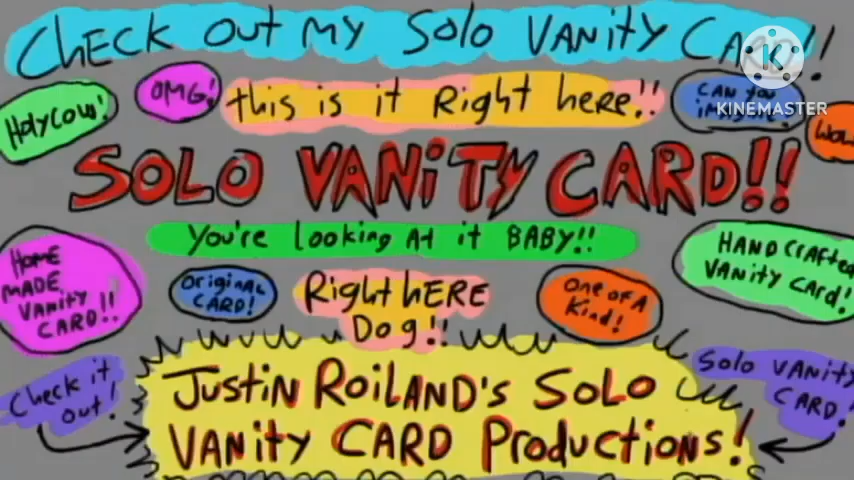 CHECK OUT MY SOLO VANITY CARD!!
KINEMASTER
HOLY COW!
OMG!
THIS IS IT RIGHT HERE!!
CAN YOU
SOLO VANITY CARD!!
YOU'RE LOOKING AT IT BABY!!
HOME MADE VANITY CARD!!
ORIGINAL CARD!
RIGHT HERE DOG!!
ONE OF A KIND!
HANDCRAFTED VANITY CARD!
CHECK IT OUT!
JUSTIN ROILAND'S SOLO
VANITY CARD PRODUCTIONS!
SOLO VANITY CARD!